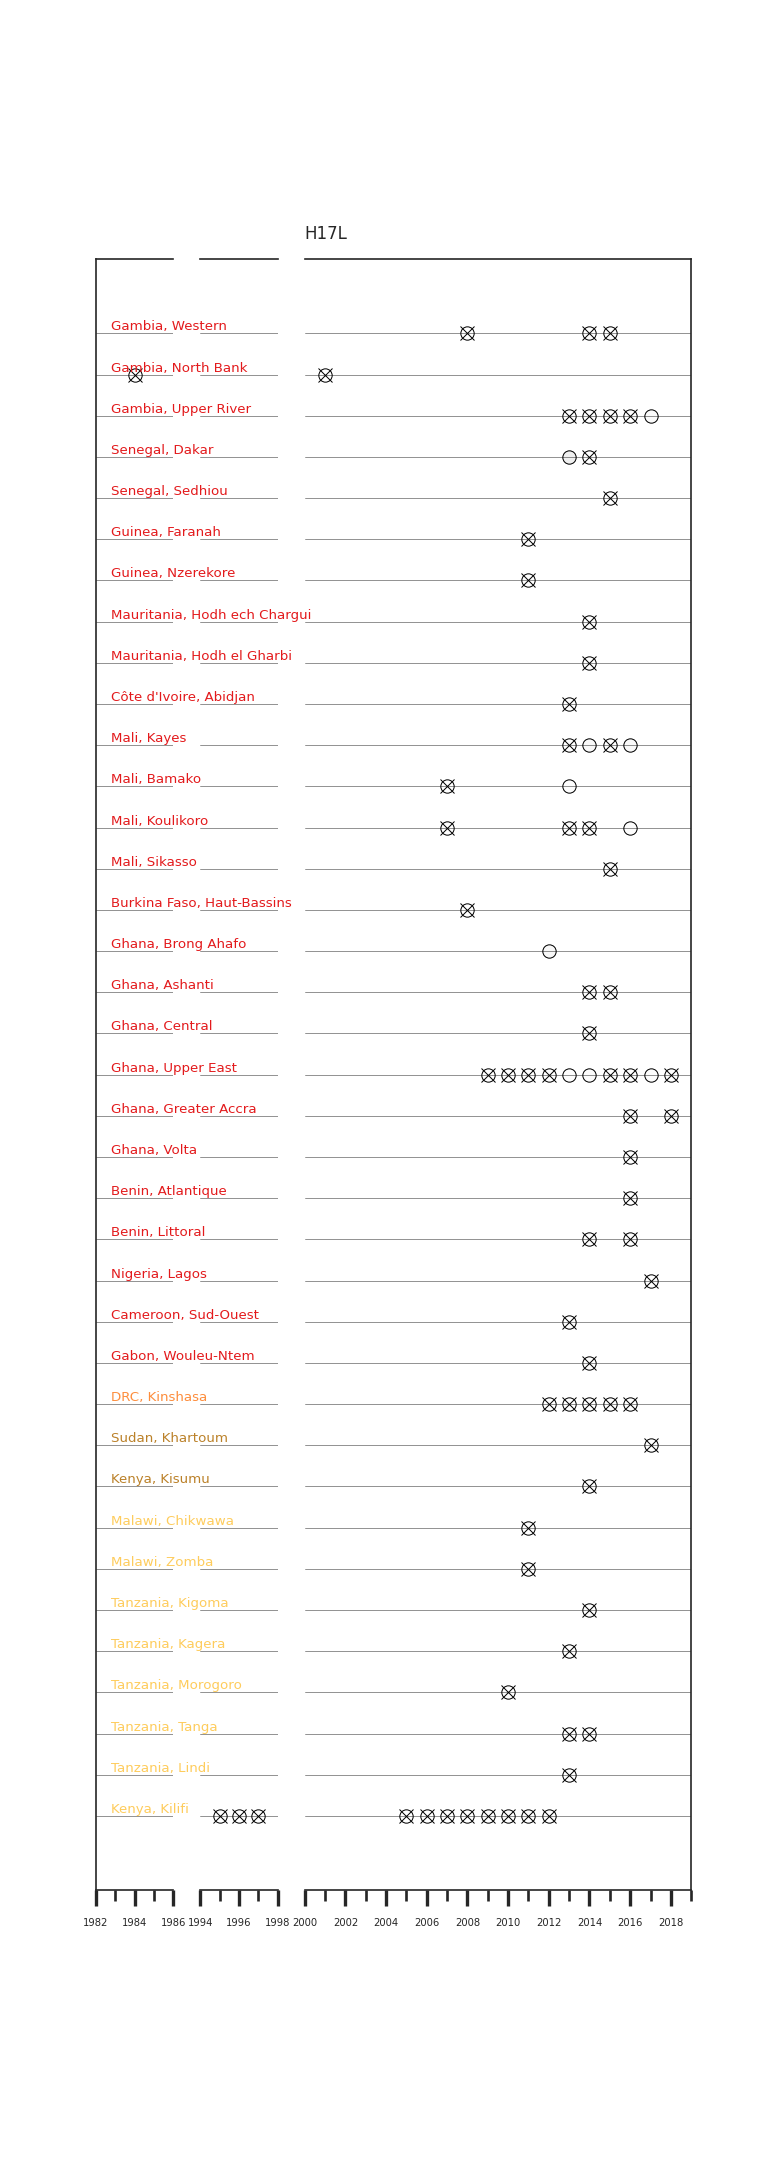 H17L
Gambia, Western
Gambia, North Bank
Gambia, Upper River
Senegal, Dakar
Senegal, Sedhiou
Guinea, Faranah
Guinea, Nzerekore
Mauritania, Hodh ech Chargui
Mauritania, Hodh el Gharbi
Côte d'Ivoire, Abidjan
Mali, Kayes
Mali, Bamako
Mali, Koulikoro
Mali, Sikasso
Burkina Faso, Haut-Bassins
Ghana, Brong Ahafo
Ghana, Ashanti
Ghana, Central
Ghana, Upper East
Ghana, Greater Accra
Ghana, Volta
Benin, Atlantique
Benin, Littoral
Nigeria, Lagos
Cameroon, Sud-Ouest
Gabon, Wouleu-Ntem
DRC, Kinshasa
Sudan, Khartoum
Kenya, Kisumu
Malawi, Chikwawa
Malawi, Zomba
Tanzania, Kigoma
Tanzania, Kagera
Tanzania, Morogoro
Tanzania, Tanga
Tanzania, Lindi
Kenya, Kilifi
1982 1984 1986 1994 1996 1998 2000 2002 2004 2006 2008 2010 2012 2014 2016 2018